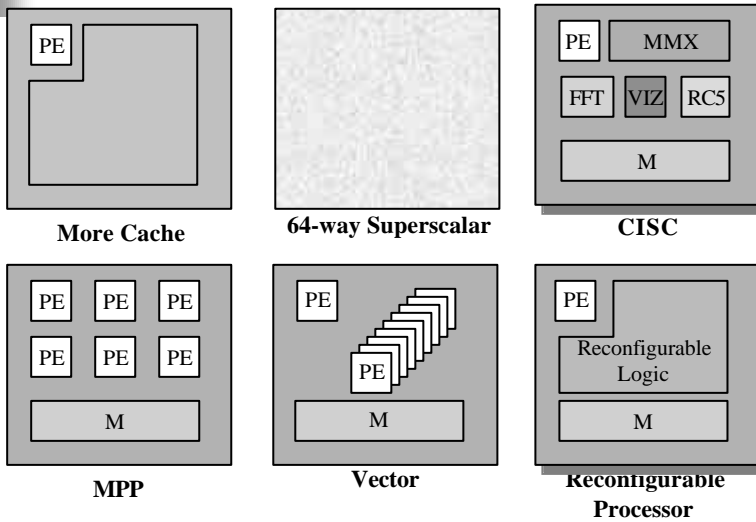 PE
More Cache
64-way Superscalar
PE MMX
FFT VIZ RC5
M
CISC
PE PE PE
PE PE PE
M
MPP
PE
PE
M
Vector
PE
Reconfigurable
Logic
M
Reconfigurable
Processor